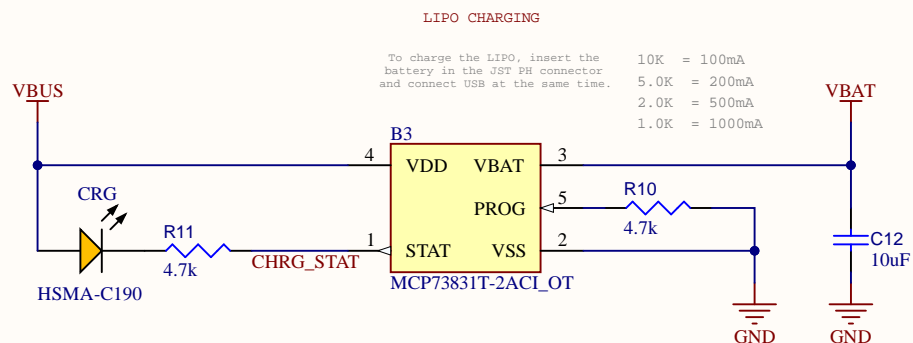 LIPO CHARGING
To charge the LIPO, insert the
battery in the JST PH connector
and connect USB at the same time.
10K = 100mA
5.0K = 200mA
2.0K = 500mA
1.0K = 1000mA
VBUS
VBAT
B3
4
VDD
VBAT
3
CRG
R11
4.7k
PROG
5
R10
4.7k
CHRG_STAT
1
STAT
VSS
2
C12
10uF
HSMA-C190
MCP73831T-2ACI_OT
GND
GND